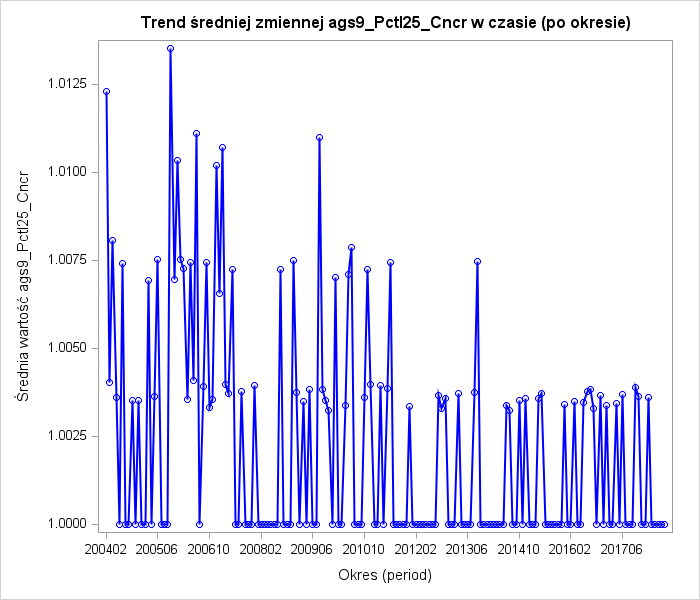 Trend średniej zmiennej ags9_Pctl25_Cncr w czasie (po okresie)
Średnia wartość ags9_Pctl25_Cncr
1.0125
1.0100
1.0075
1.0050
1.0025
1.0000
200402 200506 200610 200802 200906 201010 201202 201306 201410 201602 201706
Okres (period)